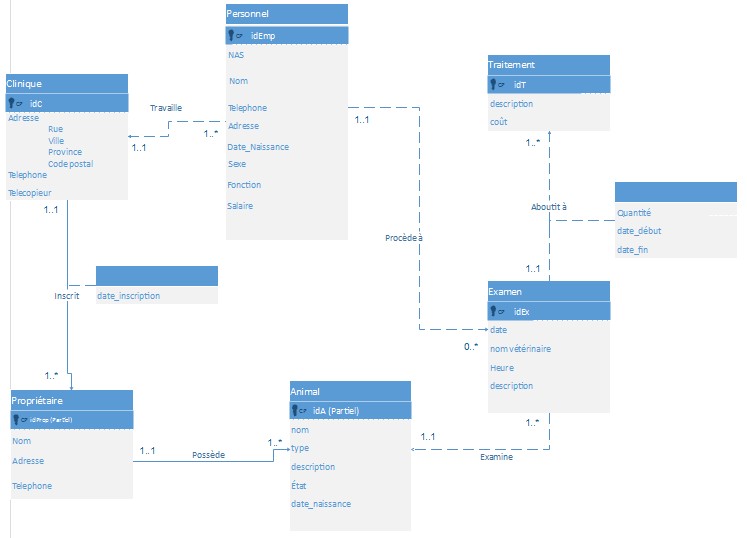 Personnel
CP idEmp
NAS
Nom
Telephone
Adresse
Date_Naissance
Sexe
Fonction
Salaire
Clinique
CP idC
Adresse
Rue
Ville
Province
Code postal
Telephone
Telecopieur
Travaille
1..1
1..*
Traitement
CP idT
description
coût
1..1
1..*
Aboutit à
Quantité
date_début
date_fin
1..1
Procède à
0..*
Examen
CP idEx
date
nom vétérinaire
Heure
description
1..1
date_inscription
Inscrit
1..*
Propriétaire
CP idProp (Partiel)
Nom
Adresse
Telephone
1..1
Possède
1..*
Animal
CP idA (Partiel)
nom
type
description
État
date_naissance
1..1
Examine
1..*